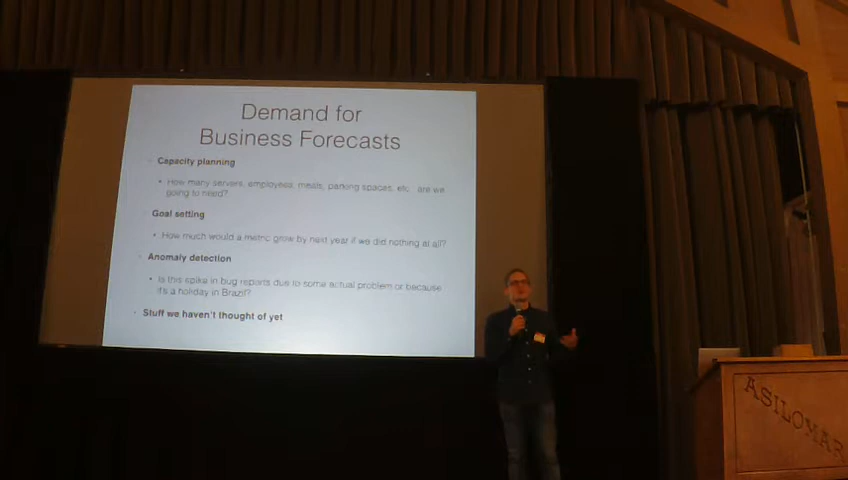 Demand for
Business Forecasts
Capacity planning
• How many servers, employees, meals, parking spaces, etc. are we
going to need?
Goal setting
• How much would a metric grow by next year if we did nothing at all?
• Anomaly detection
• Is this spike in bug reports due to some actual problem or because
it's a holiday in Brazil?
• Stuff we haven't thought of yet
ASILOMAR